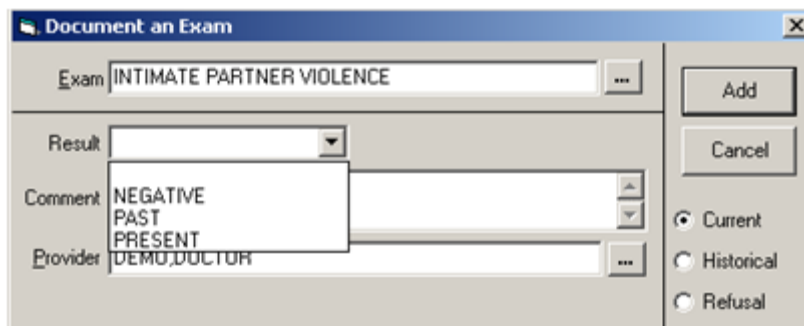 Document an Exam
Exam INTIMATE PARTNER VIOLENCE ...
Add
Result
Cancel
Comment
NEGATIVE
PAST
PRESENT
Provider DEMO,DOCTOR ...
Current
Historical
Refusal